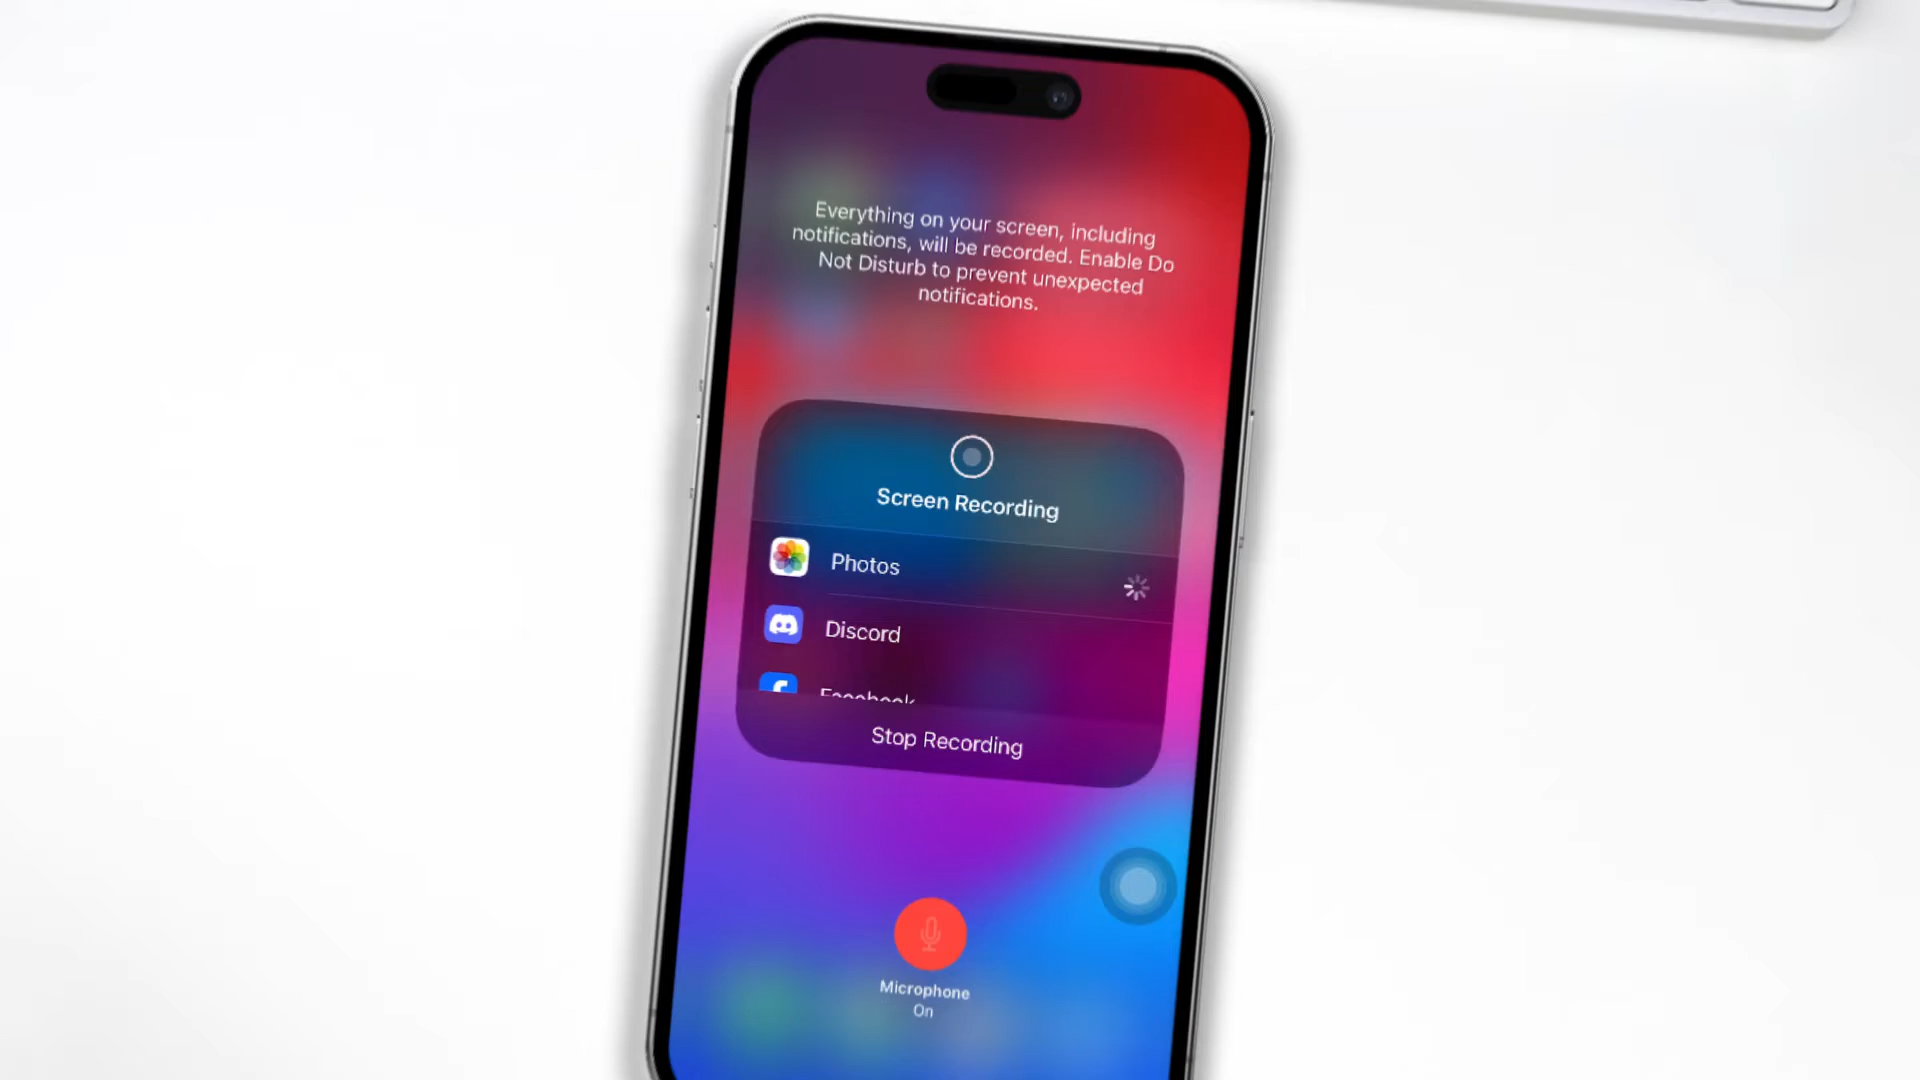 Everything on your screen, including
notifications, will be recorded. Enable Do
Not Disturb to prevent unexpected
notifications.
Screen Recording
Photos
Discord
Facebook
Stop Recording
Microphone
On